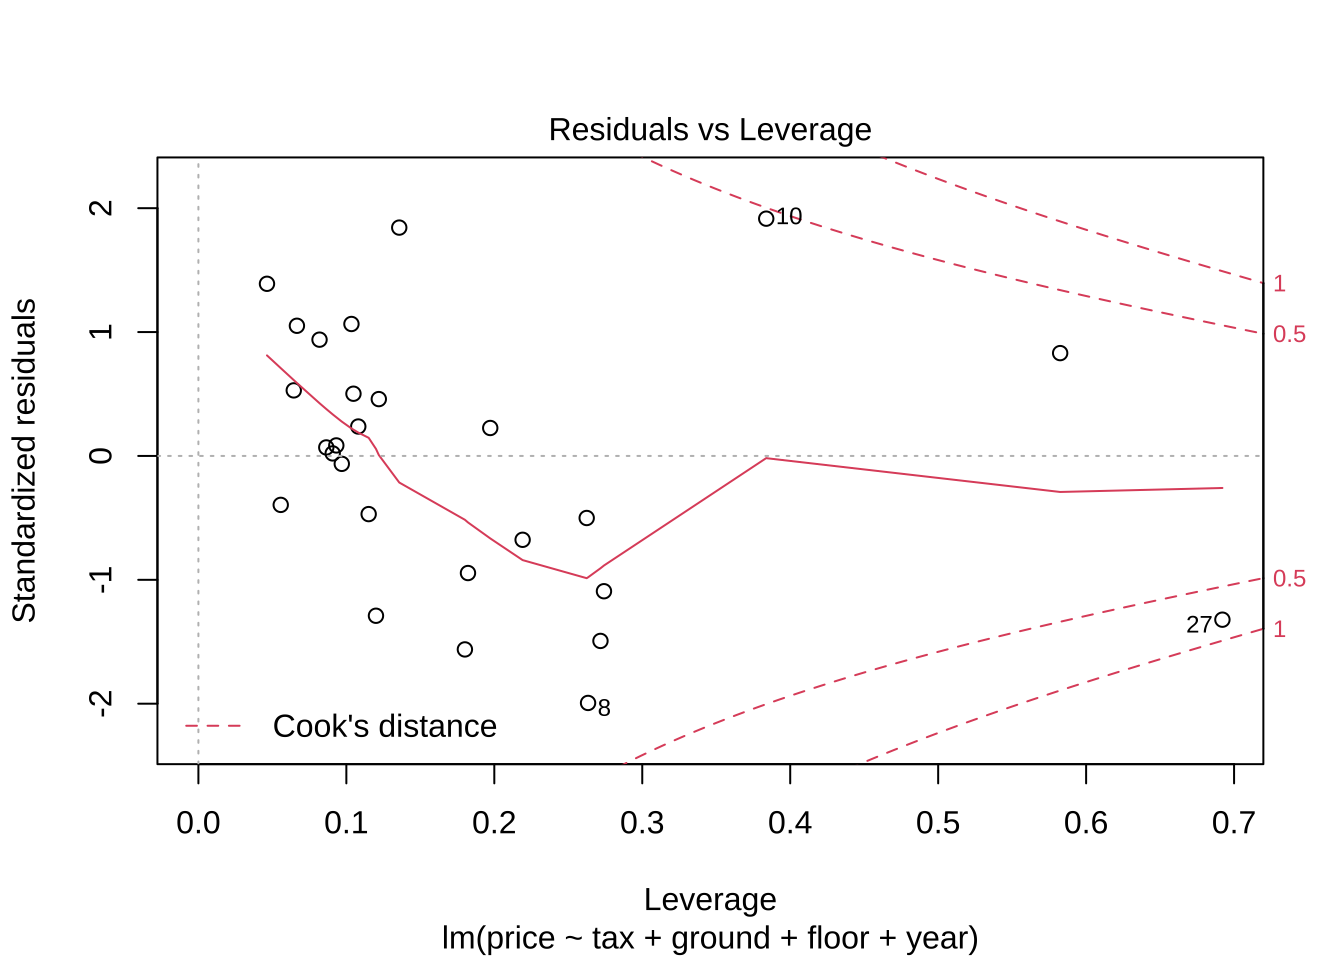 Residuals vs Leverage
Standardized residuals
2
1
0
-1
-2
10
8
27
1
0.5
0.5
1
Cook's distance
0.0 0.1 0.2 0.3 0.4 0.5 0.6 0.7
Leverage
lm(price ~ tax + ground + floor + year)